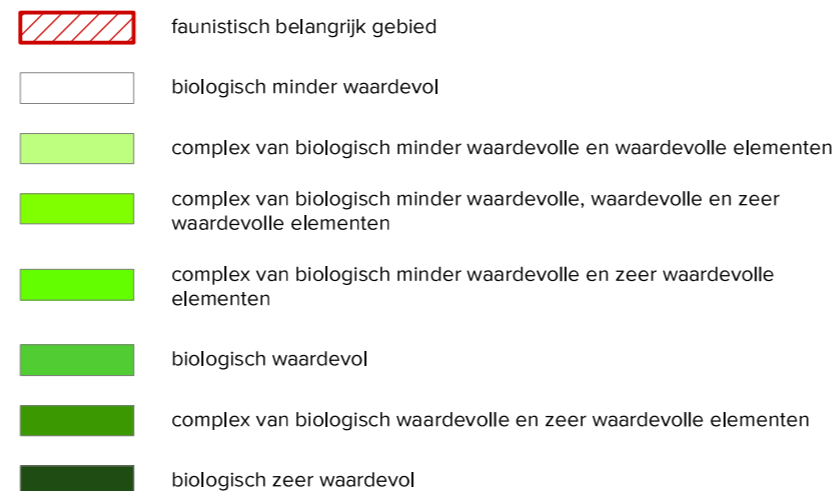 faunistisch belangrijk gebied
biologisch minder waardevol
complex van biologisch minder waardevolle en waardevolle elementen
complex van biologisch minder waardevolle, waardevolle en zeer
waardevolle elementen
complex van biologisch minder waardevolle en zeer waardevolle
elementen
biologisch waardevol
complex van biologisch waardevolle en zeer waardevolle elementen
biologisch zeer waardevol